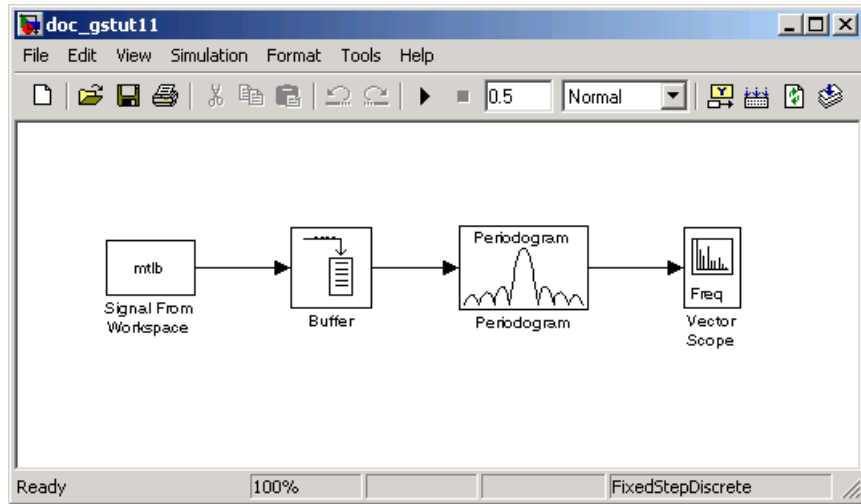 doc_gstut11
File Edit View Simulation Format Tools Help
0.5 Normal
Periodogram
mtlb
Freq
Signal From
Workspace
Buffer
Periodogram
Vector
Scope
Ready 100% FixedStepDiscrete